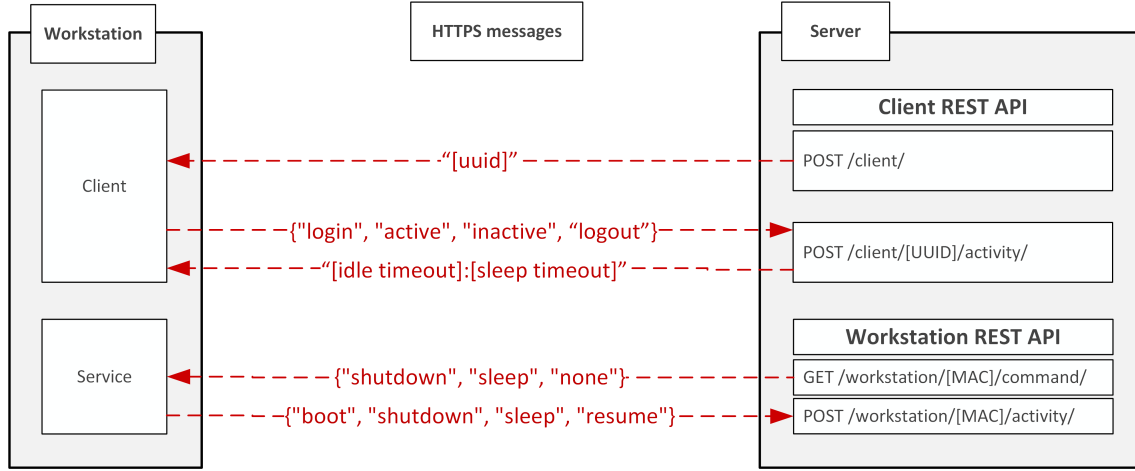 Workstation
HTTPS messages
Server
Client REST API
Client
“[uuid]”
POST /client/
{"login", "active", "inactive", “logout”}
POST /client/[UUID]/activity/
“[idle timeout]:[sleep timeout]”
Workstation REST API
Service
{"shutdown", "sleep", "none"}
GET /workstation/[MAC]/command/
{"boot", "shutdown", "sleep", "resume"}
POST /workstation/[MAC]/activity/